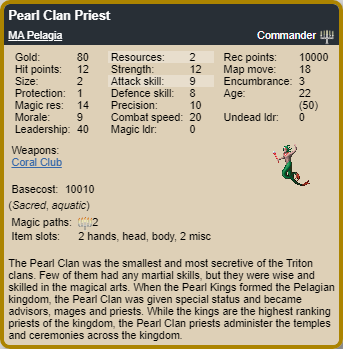 Pearl Clan Priest
MA Pelagia Commander
Gold: 80 Resources: 2 Rec points: 10000
Hit points: 12 Strength: 12 Map move: 18
Size: 2 Attack skill: 9 Encumbrance: 3
Protection: 1 Defence skill: 8 Age: 22
Magic res: 14 Precision: 10 (50)
Morale: 9 Combat speed: 20 Undead ldr: 0
Leadership: 40 Magic ldr: 0
Weapons:
Coral Club
Basecost: 10010
(Sacred, aquatic)
Magic paths: 2
Item slots: 2 hands, head, body, 2 misc
The Pearl Clan was the smallest and most secretive of the Triton
clans. Few of them had any martial skills, but they were wise and
skilled in the magical arts. When the Pearl Kings formed the Pelagian
kingdom, the Pearl Clan was given special status and became
advisors, mages and priests. While the kings are the highest ranking
priests of the kingdom, the Pearl Clan priests administer the temples
and ceremonies across the kingdom.